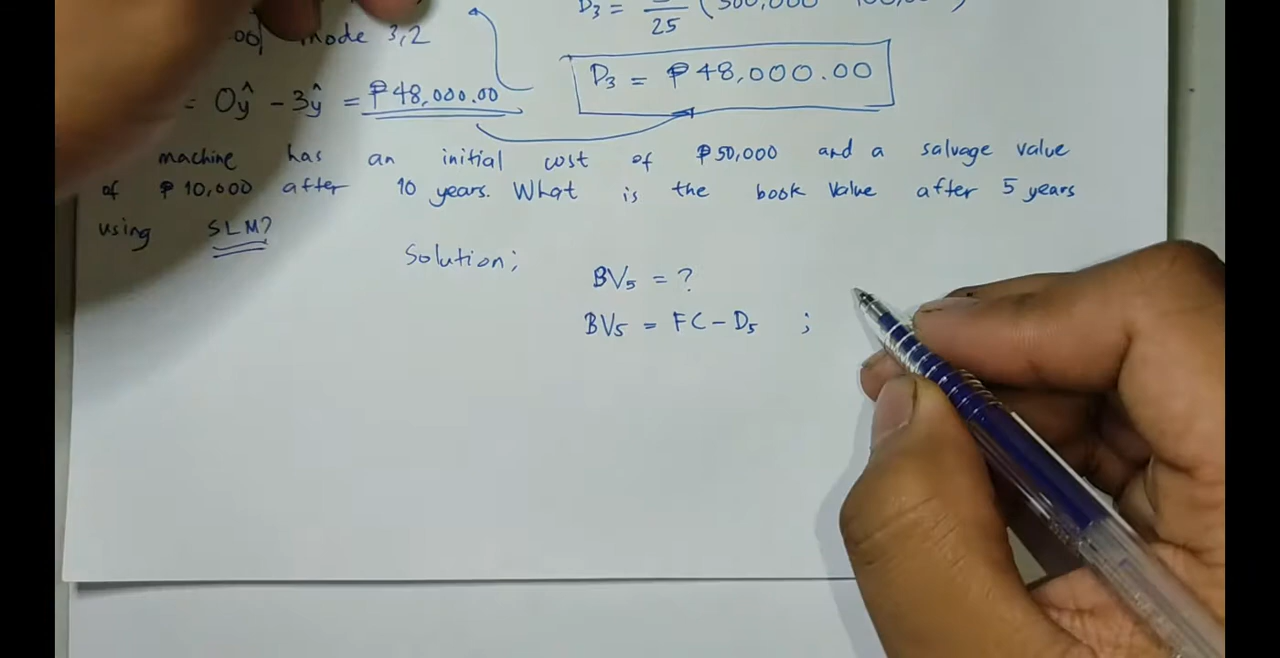 D₃ = 25
00) mode 3,2
= 0ŷ - 3ŷ = ₱48,000.00
D₃ = ₱48,000.00
machine has an initial cost of ₱50,000 and a salvage value
of ₱10,000 after 10 years. What is the book value after 5 years
using SLM?
Solution;
BV₅ = ?
BV₅ = FC - D₅ ;